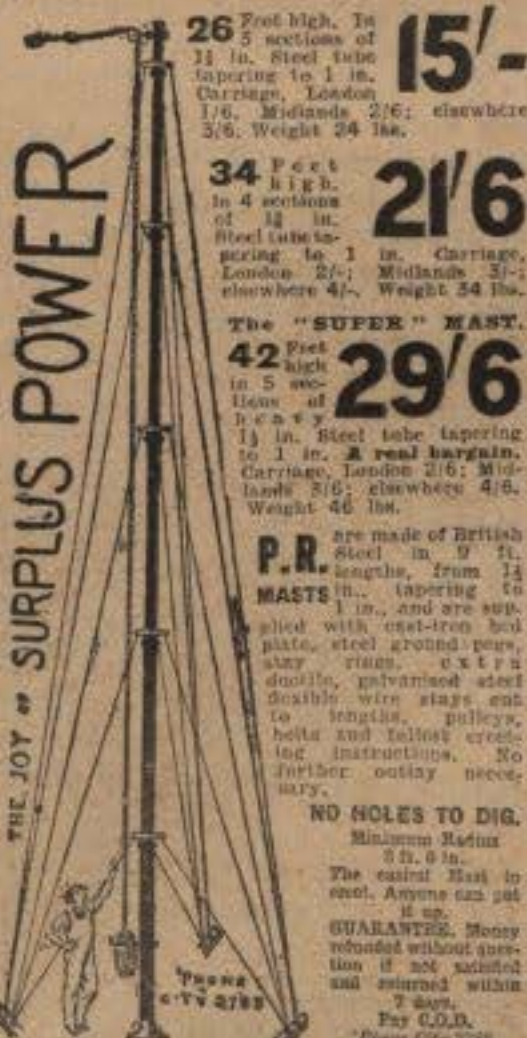 THE JOY OF SURPLUS POWER
26 Feet high. In
3 sections of
1¼ in. Steel tube
tapering to 1 in.
Carriage, London
1/6. Midlands 2/6; elsewhere
3/6. Weight 24 lbs.
15'-
34 Feet
high.
In 4 sections
of in.
Steel tube ta-
pering to 1 in. Carriage,
London 2/-; Midlands 3/-;
elsewhere 4/-. Weight 34 lbs.
21'6
The "SUPER" MAST.
42 Feet
high
in 5 sec-
tions of
heavy
in. Steel tube tapering
to 1 in. A real bargain.
Carriage, London 2/6; Mid-
lands 3/6; elsewhere 4/6.
Weight 46 lbs.
29'6
P.R. MASTS
are made of British
Steel in 9 ft.
lengths, from
in., tapering to
1 in., and are sup-
plied with cast-iron bed
plate, steel ground pegs,
stay rings, extra
ductile, galvanised steel
flexible wire stays cut
to lengths, pulleys,
bolts and fullest erect-
ing instructions. No
further outlay neces-
sary.
NO HOLES TO DIG.
Minimum Radius
3 ft. 6 in.
The easiest Mast to
erect. Anyone can put
it up.
GUARANTEE. Money
refunded without ques-
tion if not satisfied
and returned within
7 days.
Pay C.O.D.
'Phone City
'PHONE
CITY 3788